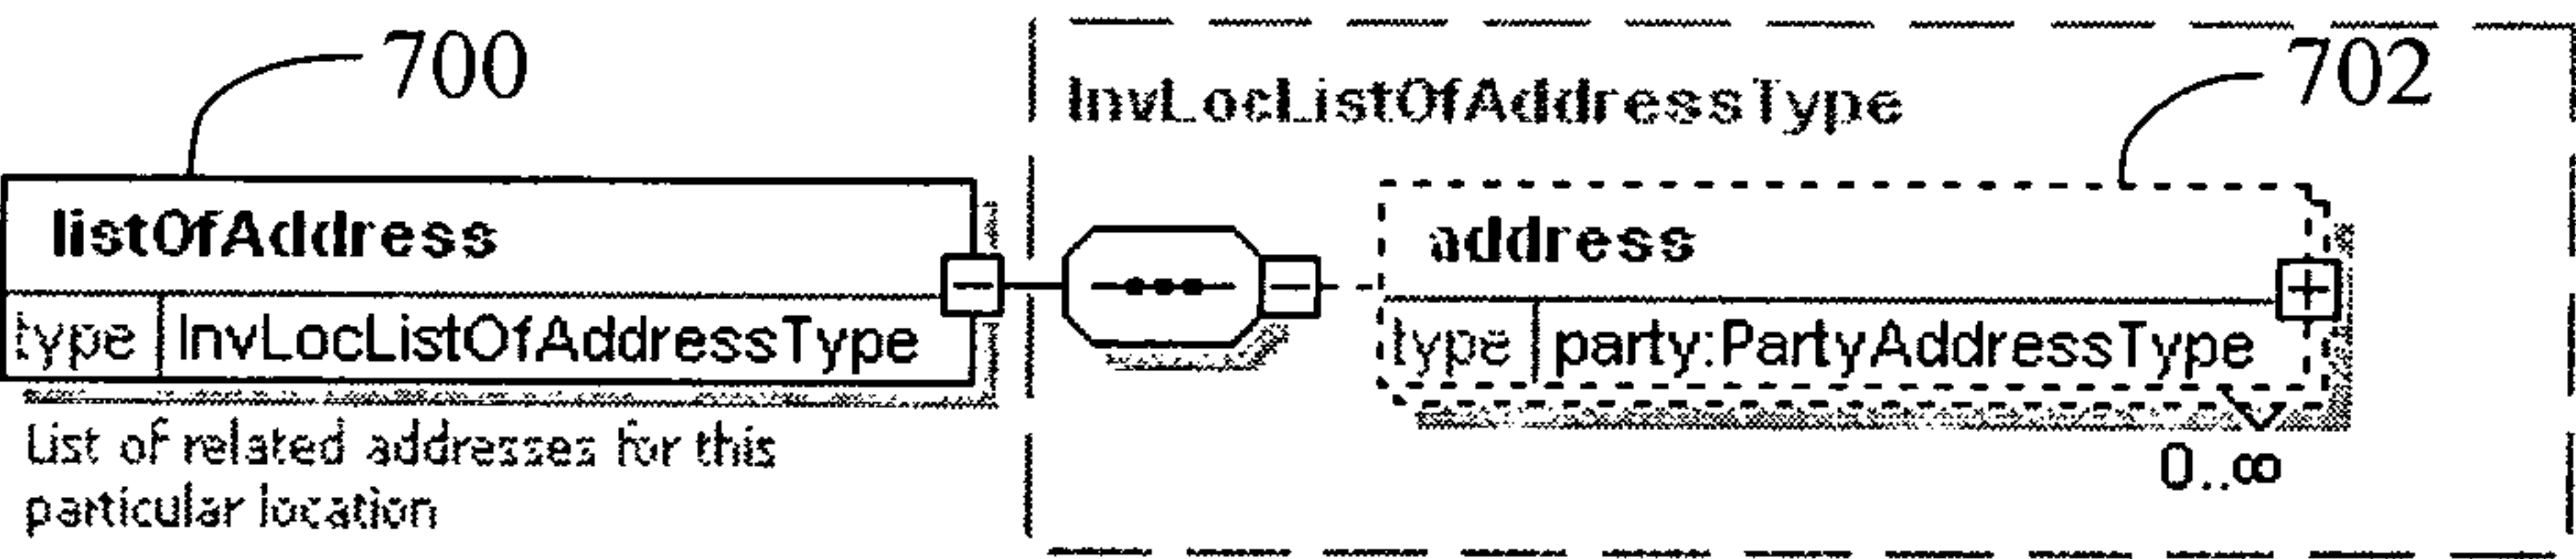 700
702
InvLocListOfAddressType
listOfAddress
address
type InvLocListOfAddressType
type party:PartyAddressType
List of related addresses for this
particular location
0..∞